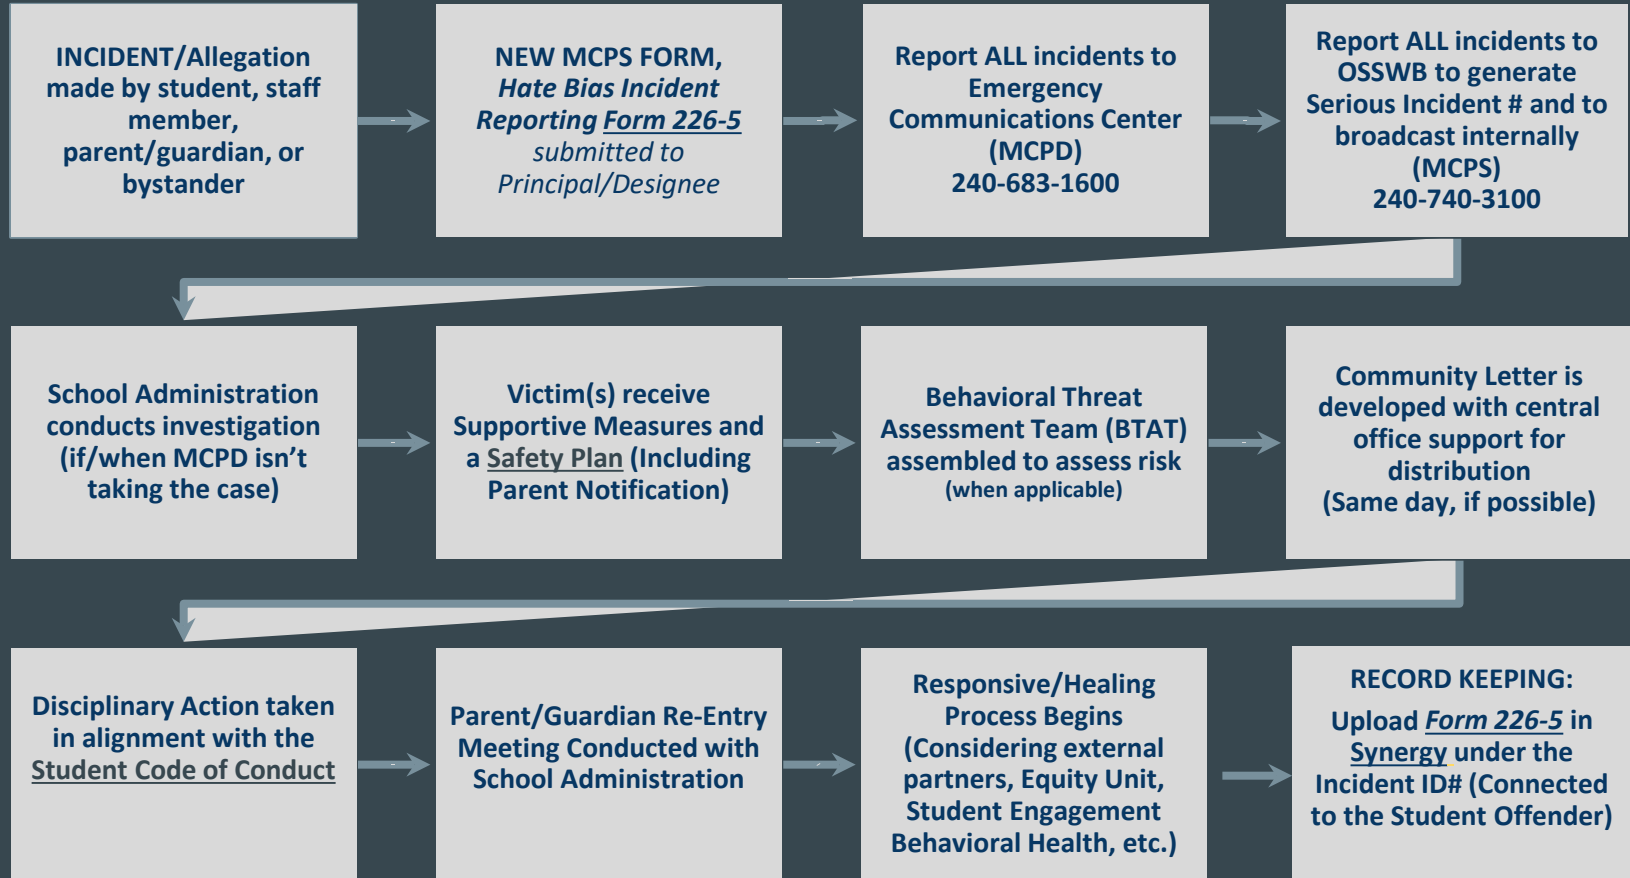 INCIDENT/Allegation
made by student, staff
member,
parent/guardian, or
bystander
NEW MCPS FORM,
Hate Bias Incident
Reporting Form 226-5
submitted to
Principal/Designee
Report ALL incidents to
Emergency
Communications Center
(MCPD)
240-683-1600
Report ALL incidents to
OSSWB to generate
Serious Incident # and to
broadcast internally
(MCPS)
240-740-3100
School Administration
conducts investigation
(if/when MCPD isn’t
taking the case)
Victim(s) receive
Supportive Measures and
a Safety Plan (Including
Parent Notification)
Behavioral Threat
Assessment Team (BTAT)
assembled to assess risk
(when applicable)
Community Letter is
developed with central
office support for
distribution
(Same day, if possible)
Disciplinary Action taken
in alignment with the
Student Code of Conduct
Parent/Guardian Re-Entry
Meeting Conducted with
School Administration
Responsive/Healing
Process Begins
(Considering external
partners, Equity Unit,
Student Engagement
Behavioral Health, etc.)
RECORD KEEPING:
Upload Form 226-5 in
Synergy under the
Incident ID# (Connected
to the Student Offender)